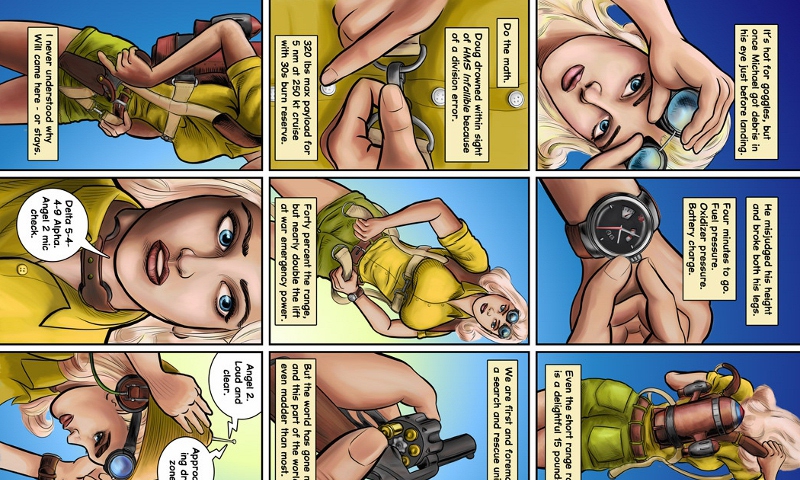 It's hot for goggles, but
once Michael got debris in
his eye just before landing.
He misjudged his height
and broke both his legs.
Four minutes to go.
Fuel pressure.
Oxidizer pressure.
Battery charge.
Even the short range
is a delightful 15 pound
Do the math.
Doug drowned within sight
of HMS Infallible because
of a division error.
320 lbs max payload for
5 nm at 250 kt cruise
with 30s burn reserve.
Forty percent the range,
but nearly double the lift
at war emergency power.
We are first and
a search and rescue
But the world has gone
and this part of the world
even madder than most.
I never understood why
Will came here - or stays.
Delta 5-4-
4-9 Alpha
Angel 2 mic
check.
Angel 2.
Loud and
clear.
ing